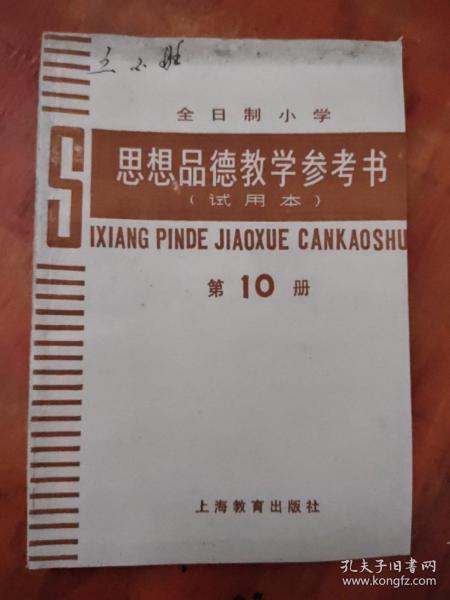 全日制小学
思想品德教学参考书
(试用本)
SIXIANG PINDE JIAOXUE CANKAOSHU
第 10 册
上海教育出版社
孔夫子旧书网
www.kongfz.com